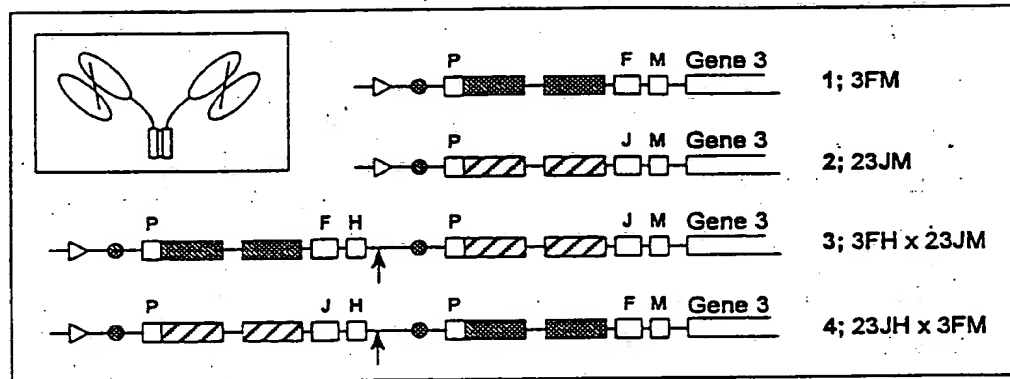 P F M Gene 3
1; 3FM
P J M Gene 3
2; 23JM
P F H P J M Gene 3
3; 3FH x 23JM
P J H P F M Gene 3
4; 23JH x 3FM